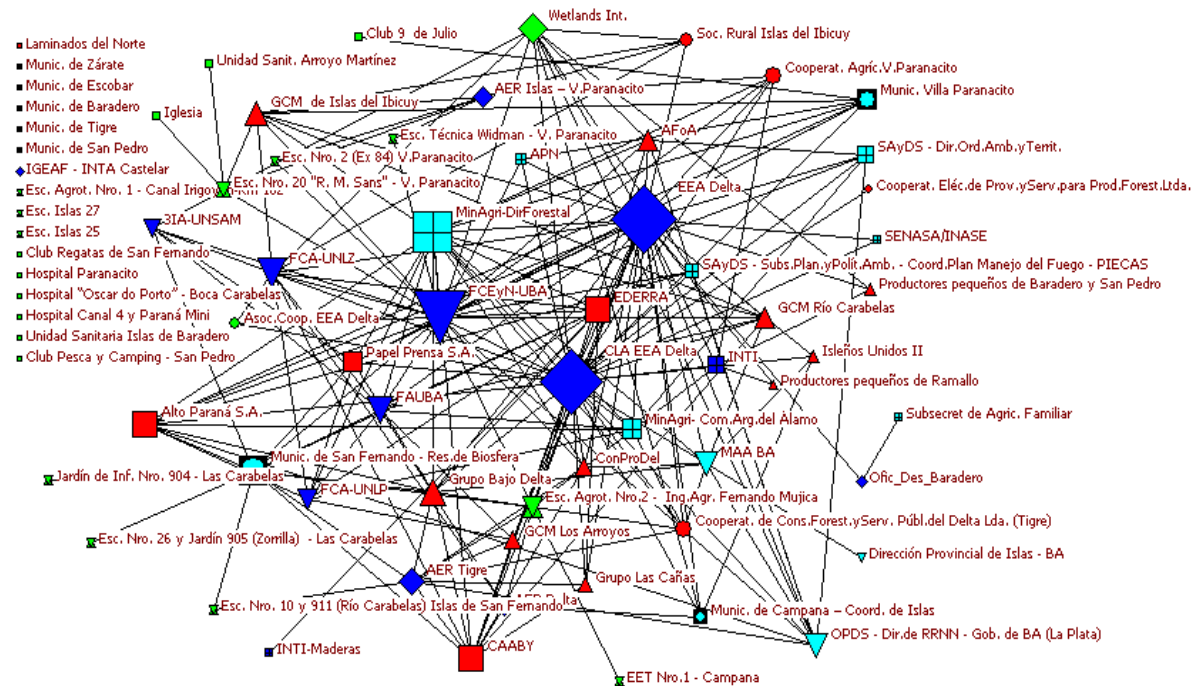 Wetlands Int.
Club 9 de Julio
Soc. Rural Islas del Ibicuy
Laminados del Norte
Unidad Sanit. Arroyo Martínez
Cooperat. Agríc.V.Paranacito
Munic. de Zárate
Munic. de Escobar
AER Islas – V.Paranacito
Munic. Villa Paranacito
GCM de Islas del Ibicuy
Munic. de Baradero
Iglesia
Munic. de Tigre
Esc. Técnica Widman - V. Paranacito
AFoA
Munic. de San Pedro
SAyDS - Dir.Ord.Amb.yTerrit.
APN
Esc. Nro. 2 (Ex 84) V.Paranacito
IGEAF - INTA Castelar
EEA Delta
Esc. Nro. 20 "R. M. Sans" - V. Paranacito
Esc. Agrot. Nro. 1 - Canal Irigoyen
Cooperat. Eléc.de Prov.yServ.para Prod.Forest.Ltda.
Esc. Islas 27
MinAgri-DirForestal
3IA-UNSAM
Esc. Islas 25
SENASA/INASE
Club Regatas de San Fernando
FCA-UNLZ
SAyDS - Subs.Plan.yPolit.Amb. - Coord.Plan Manejo del Fuego - PIECAS
Hospital Paranacito
Productores pequeños de Baradero y San Pedro
FCEyN-UBA
Hospital "Oscar do Porto" - Boca Carabelas
EDERRA
GCM Río Carabelas
Hospital Canal 4 y Paraná Mini
Asoc.Coop. EEA Delta
Unidad Sanitaria Islas de Baradero
Club Pesca y Camping - San Pedro
Papel Prensa S.A.
CLA EEA Delta
INTI
Isleños Unidos II
Productores pequeños de Ramallo
FAUBA
Alto Paraná S.A.
Subsecret de Agric. Familiar
MinAgri- Com.Arg.del Álamo
Munic. de San Fernando - Res.de Biosfera
ConProDel
MAA BA
Jardín de Inf. Nro. 904 - Las Carabelas
Grupo Bajo Delta
Ofic_Des_Baradero
FCA-UNLP
Esc. Agrot. Nro.2 - Ing.Agr. Fernando Mujica
Cooperat. de Cons.Forest.yServ. Públ.del Delta Lda. (Tigre)
GCM Los Arroyos
Esc. Nro. 26 y Jardín 905 (Zorrilla) - Las Carabelas
Dirección Provincial de Islas - BA
AER Tigre
Grupo Las Cañas
Esc. Nro. 10 y 911 (Río Carabelas) Islas de San Fernando
Munic. de Campana – Coord. de Islas
OPDS - Dir.de RRNN - Gob. de BA (La Plata)
INTI-Maderas
CAABY
EET Nro.1 - Campana